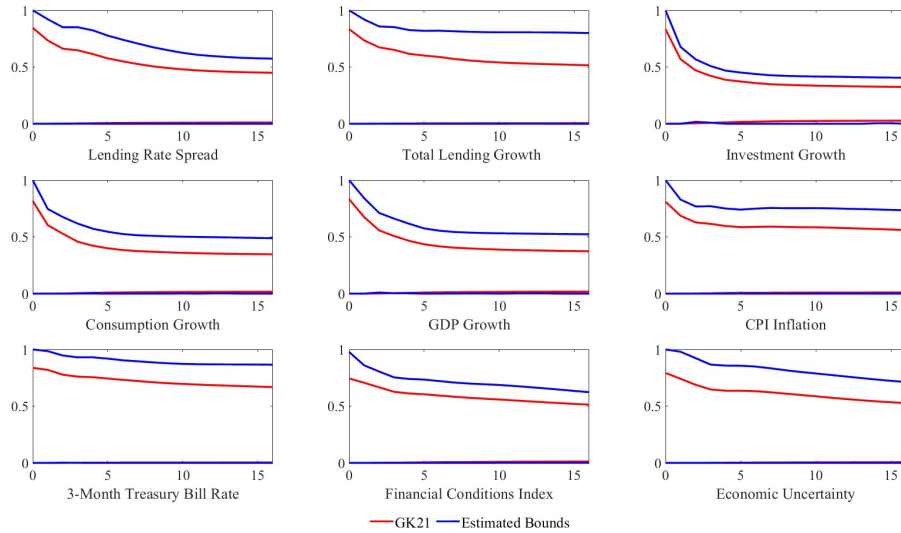 1 1 1
0.5 0.5 0.5
0 0 0
0 5 10 15 0 5 10 15 0 5 10 15
Lending Rate Spread Total Lending Growth Investment Growth
1 1 1
0.5 0.5 0.5
0 0 0
0 5 10 15 0 5 10 15 0 5 10 15
Consumption Growth GDP Growth CPI Inflation
1 1 1
0.5 0.5 0.5
0 0 0
0 5 10 15 0 5 10 15 0 5 10 15
3-Month Treasury Bill Rate Financial Conditions Index Economic Uncertainty
GK21 Estimated Bounds